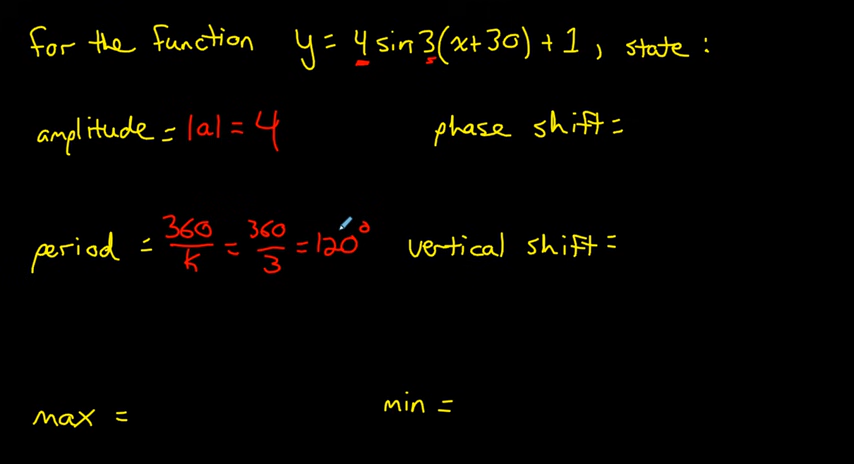 For the function y = 4 sin 3(x+30) + 1, state:
amplitude = |a| = 4
phase shift =
period = 360/k = 360/3 = 120°
vertical shift =
max =
min =